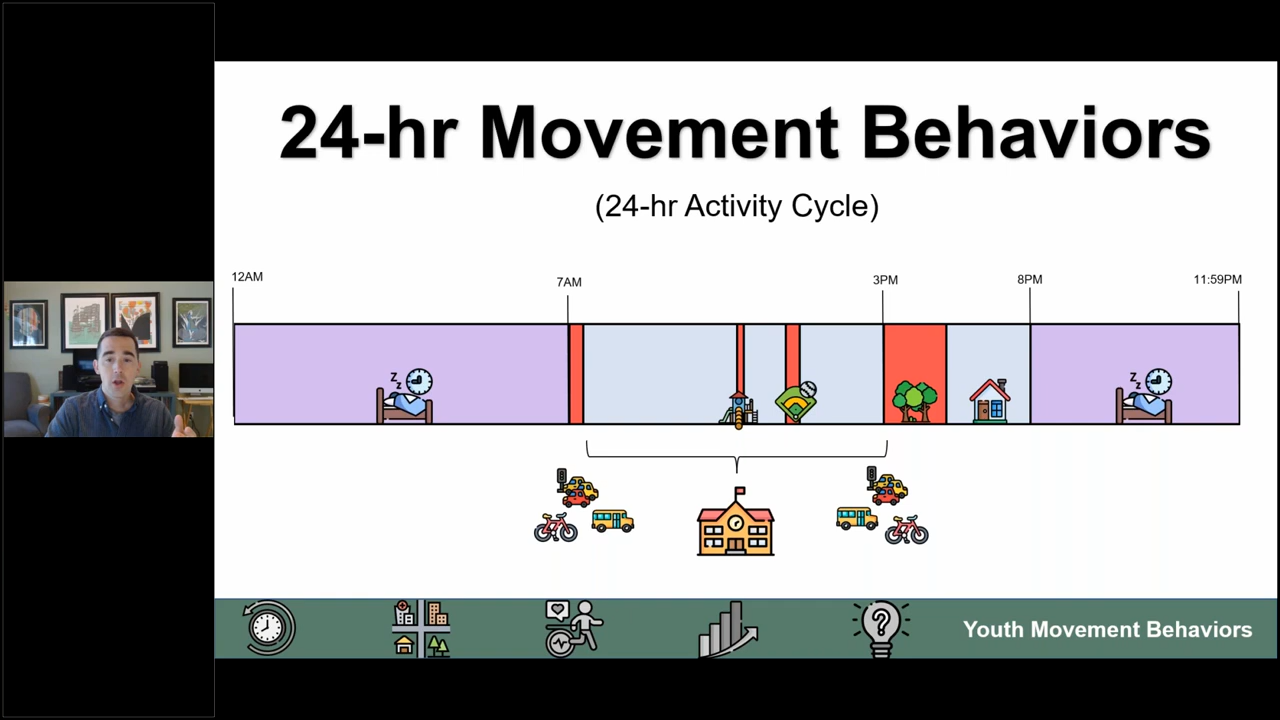 24-hr Movement Behaviors
(24-hr Activity Cycle)
12AM
7AM
3PM
8PM
11:59PM
Z
z
Z
z
Youth Movement Behaviors